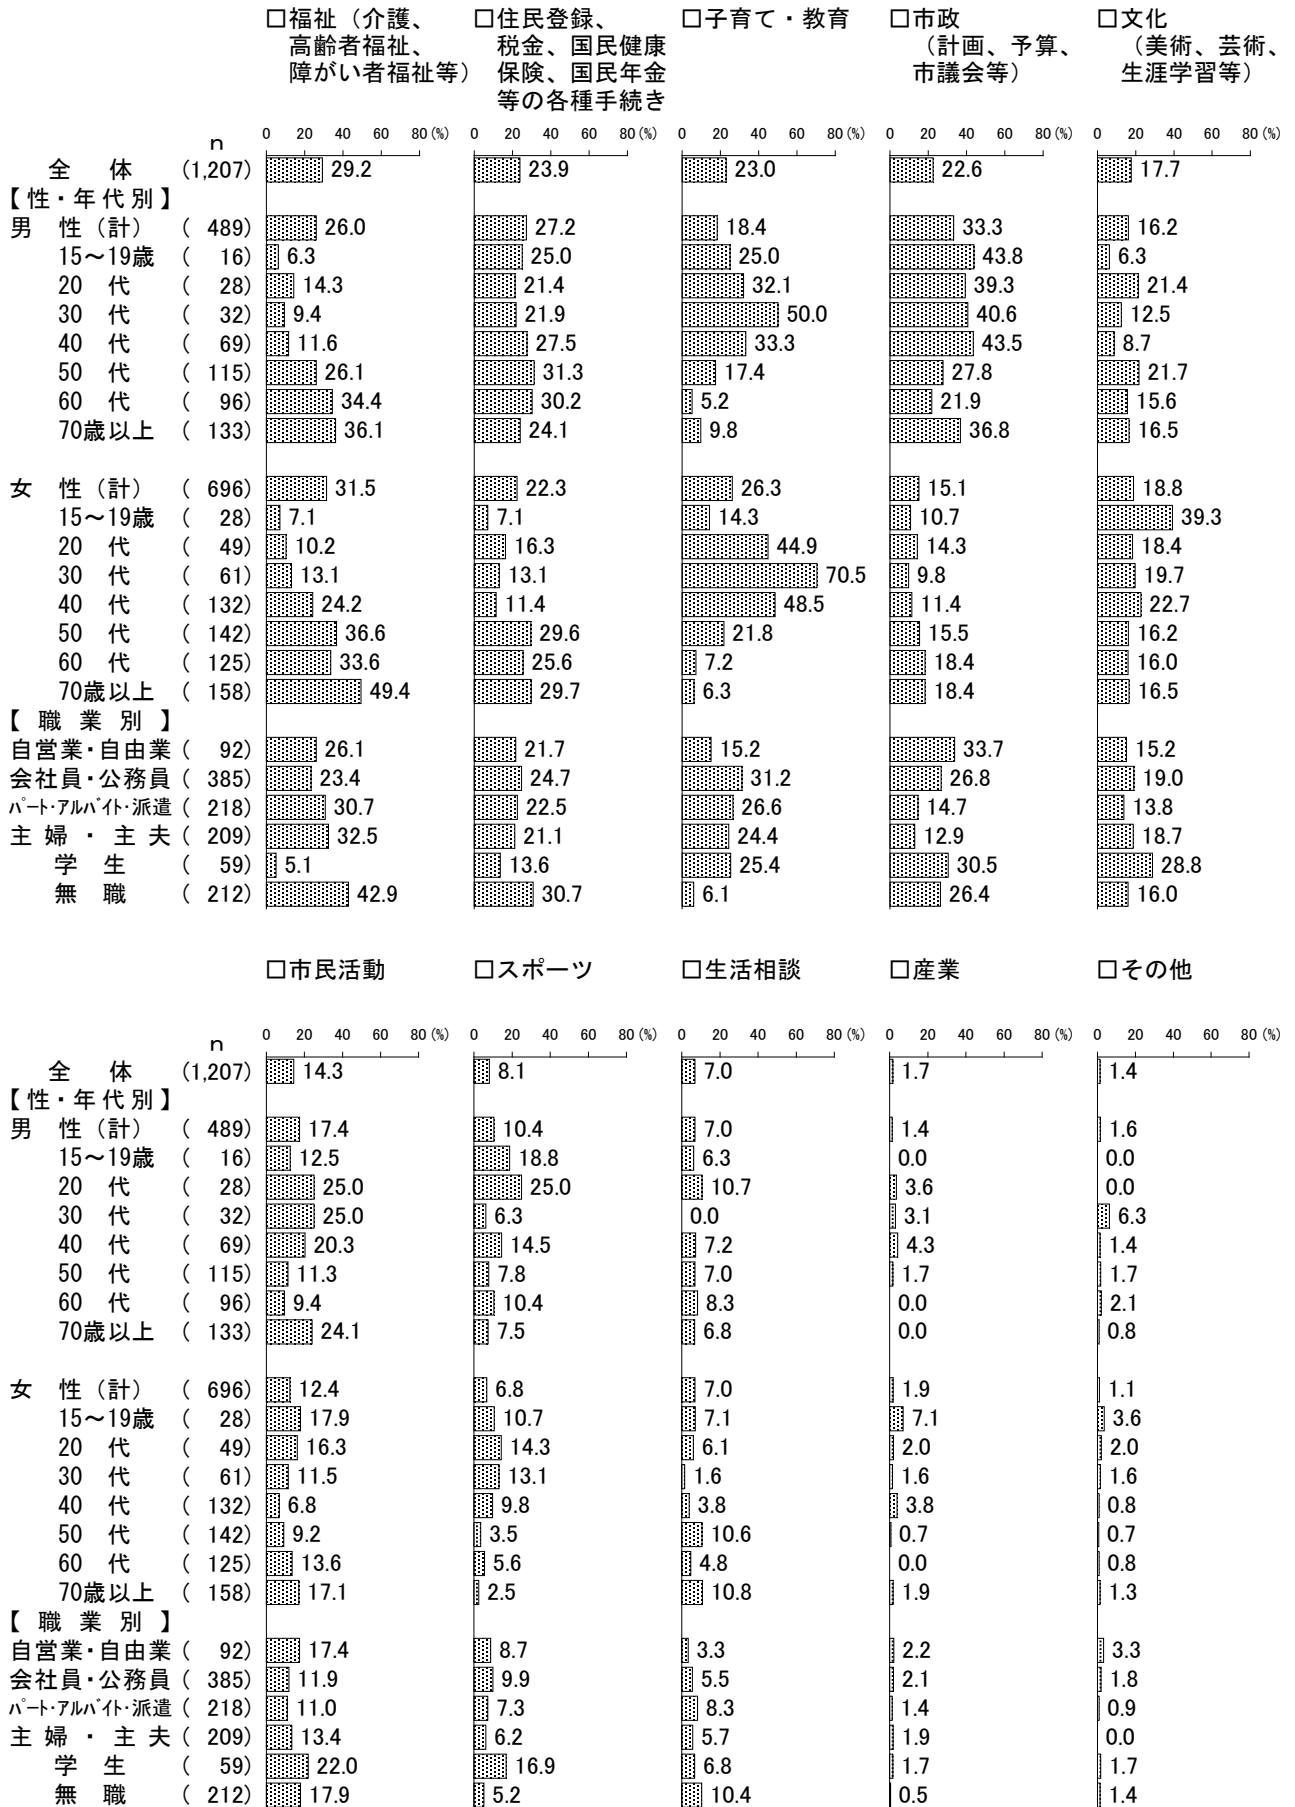 □福祉（介護、 □住民登録、 □子育て・教育 □市政 □文化
高齢者福祉、 税金、国民健康 （計画、予算、 （美術、芸術、
障がい者福祉等） 保険、国民年金 市議会等） 生涯学習等）
等の各種手続き
n 0 20 40 60 80(%) 0 20 40 60 80(%) 0 20 40 60 80(%) 0 20 40 60 80(%) 0 20 40 60 80(%)
全 体 (1,207) 29.2 23.9 23.0 22.6 17.7
【性・年代別】
男 性（計） ( 489) 26.0 27.2 18.4 33.3 16.2
15～19歳 ( 16) 6.3 25.0 25.0 43.8 6.3
20 代 ( 28) 14.3 21.4 32.1 39.3 21.4
30 代 ( 32) 9.4 21.9 50.0 40.6 12.5
40 代 ( 69) 11.6 27.5 33.3 43.5 8.7
50 代 ( 115) 26.1 31.3 17.4 27.8 21.7
60 代 ( 96) 34.4 30.2 5.2 21.9 15.6
70歳以上 ( 133) 36.1 24.1 9.8 36.8 16.5
女 性（計） ( 696) 31.5 22.3 26.3 15.1 18.8
15～19歳 ( 28) 7.1 7.1 14.3 10.7 39.3
20 代 ( 49) 10.2 16.3 44.9 14.3 18.4
30 代 ( 61) 13.1 13.1 70.5 9.8 19.7
40 代 ( 132) 24.2 11.4 48.5 11.4 22.7
50 代 ( 142) 36.6 29.6 21.8 15.5 16.2
60 代 ( 125) 33.6 25.6 7.2 18.4 16.0
70歳以上 ( 158) 49.4 29.7 6.3 18.4 16.5
【職業別】
自営業・自由業 ( 92) 26.1 21.7 15.2 33.7 15.2
会社員・公務員 ( 385) 23.4 24.7 31.2 26.8 19.0
パート・アルバイト・派遣 ( 218) 30.7 22.5 26.6 14.7 13.8
主婦・主夫 ( 209) 32.5 21.1 24.4 12.9 18.7
学 生 ( 59) 5.1 13.6 25.4 30.5 28.8
無 職 ( 212) 42.9 30.7 6.1 26.4 16.0
□市民活動 □スポーツ □生活相談 □産業 □その他
n 0 20 40 60 80(%) 0 20 40 60 80(%) 0 20 40 60 80(%) 0 20 40 60 80(%) 0 20 40 60 80(%)
全 体 (1,207) 14.3 8.1 7.0 1.7 1.4
【性・年代別】
男 性（計） ( 489) 17.4 10.4 7.0 1.4 1.6
15～19歳 ( 16) 12.5 18.8 6.3 0.0 0.0
20 代 ( 28) 25.0 25.0 10.7 3.6 0.0
30 代 ( 32) 25.0 6.3 0.0 3.1 6.3
40 代 ( 69) 20.3 14.5 7.2 4.3 1.4
50 代 ( 115) 11.3 7.8 7.0 1.7 1.7
60 代 ( 96) 9.4 10.4 8.3 0.0 2.1
70歳以上 ( 133) 24.1 7.5 6.8 0.0 0.8
女 性（計） ( 696) 12.4 6.8 7.0 1.9 1.1
15～19歳 ( 28) 17.9 10.7 7.1 7.1 3.6
20 代 ( 49) 16.3 14.3 6.1 2.0 2.0
30 代 ( 61) 11.5 13.1 1.6 1.6 1.6
40 代 ( 132) 6.8 9.8 3.8 3.8 0.8
50 代 ( 142) 9.2 3.5 10.6 0.7 0.7
60 代 ( 125) 13.6 5.6 4.8 0.0 0.8
70歳以上 ( 158) 17.1 2.5 10.8 1.9 1.3
【職業別】
自営業・自由業 ( 92) 17.4 8.7 3.3 2.2 3.3
会社員・公務員 ( 385) 11.9 9.9 5.5 2.1 1.8
パート・アルバイト・派遣 ( 218) 11.0 7.3 8.3 1.4 0.9
主婦・主夫 ( 209) 13.4 6.2 5.7 1.9 0.0
学 生 ( 59) 22.0 16.9 6.8 1.7 1.7
無 職 ( 212) 17.9 5.2 10.4 0.5 1.4